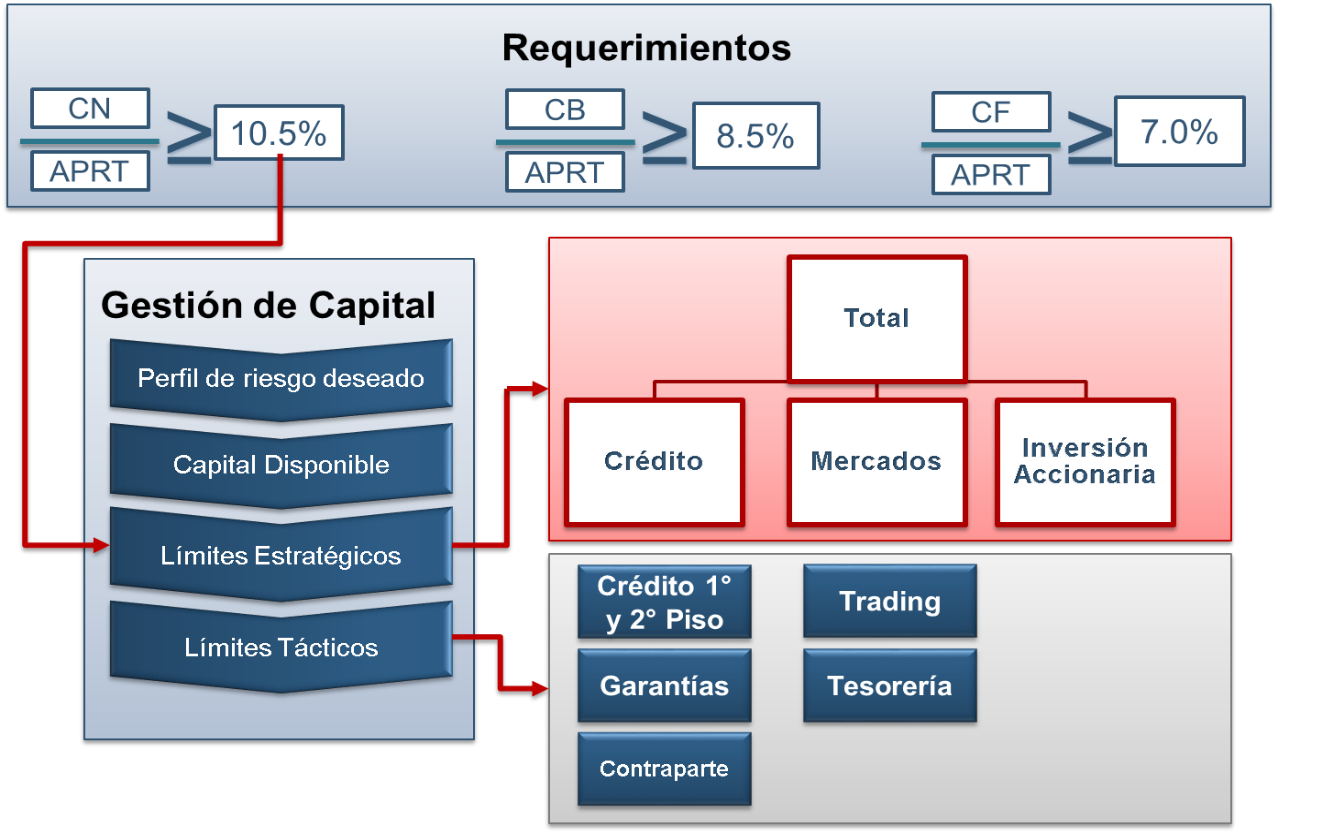 Requerimientos
CN
APRT
≥
10.5%
CB
APRT
≥
8.5%
CF
APRT
≥
7.0%
Gestión de Capital
Perfil de riesgo deseado
Capital Disponible
Límites Estratégicos
Límites Tácticos
Total
Crédito
Mercados
Inversión
Accionaria
Crédito 1°
y 2° Piso
Trading
Garantías
Tesorería
Contraparte